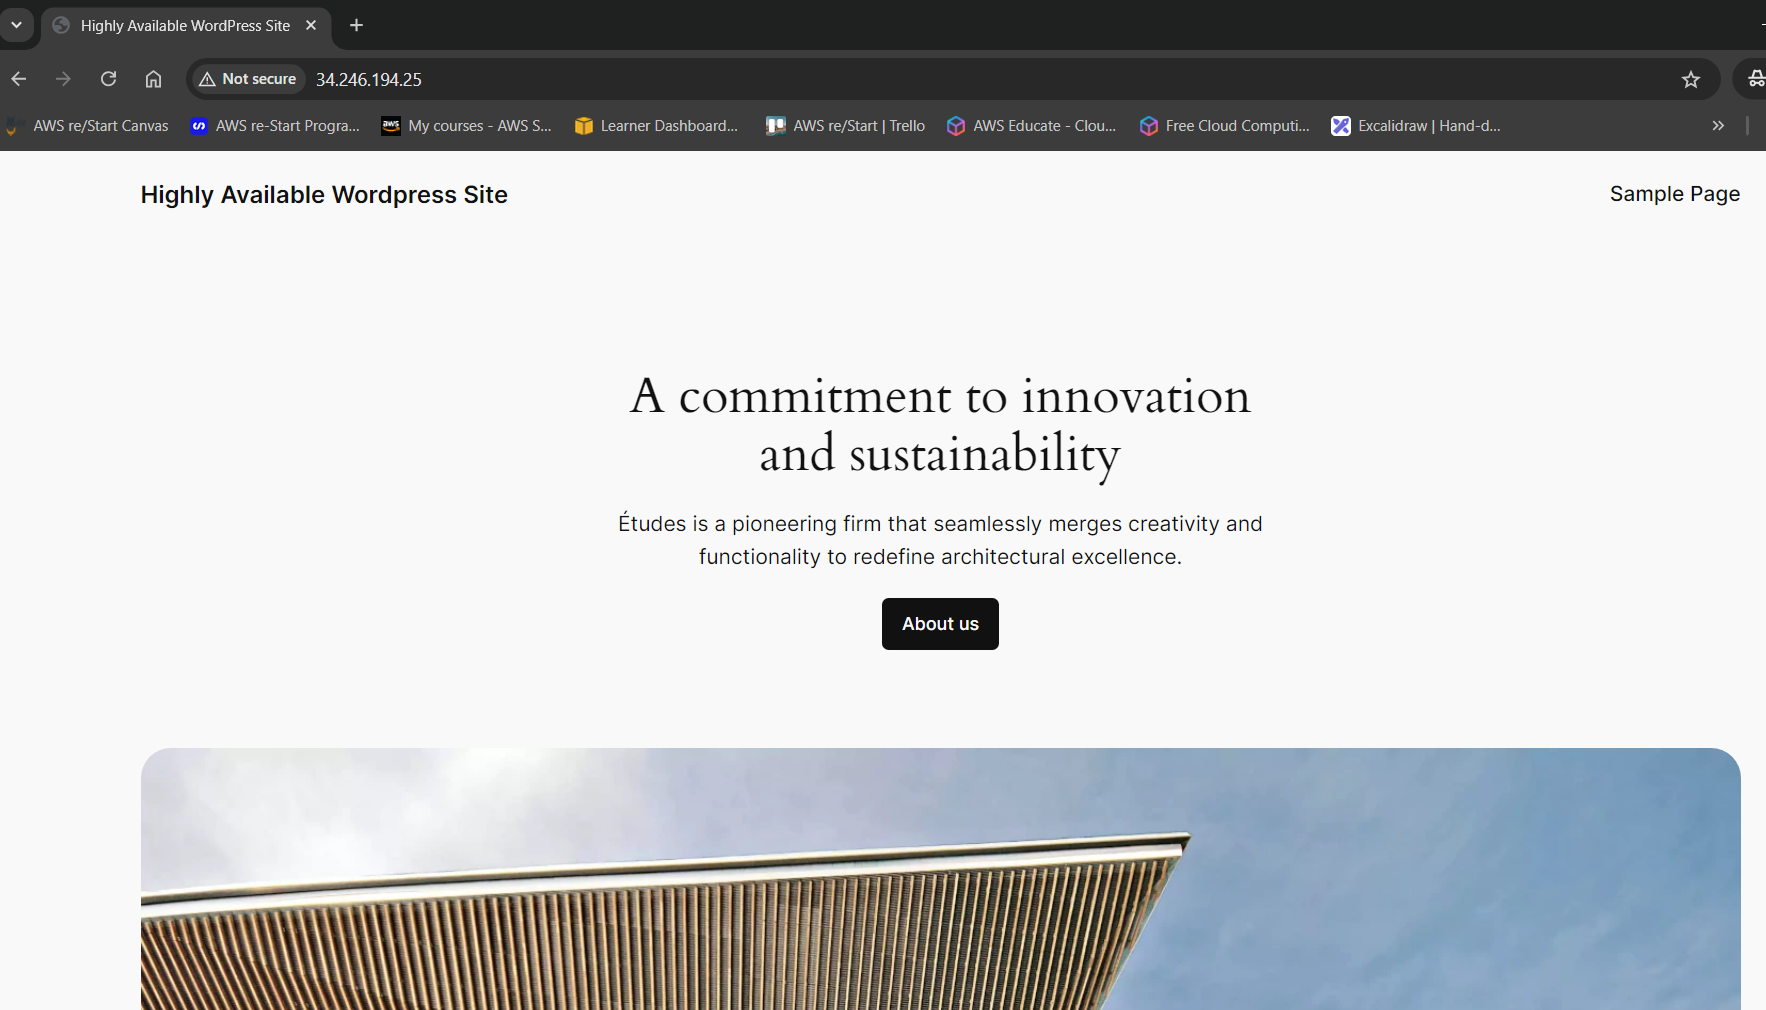 Highly Available WordPress Site
Not secure
34.246.194.25
AWS re/Start Canvas
AWS re-Start Progra...
aws
My courses - AWS S...
Learner Dashboard...
AWS re/Start | Trello
AWS Educate - Clou...
Free Cloud Computi...
Excalidraw | Hand-d...
Highly Available Wordpress Site
Sample Page
A commitment to innovation
and sustainability
Études is a pioneering firm that seamlessly merges creativity and
functionality to redefine architectural excellence.
About us